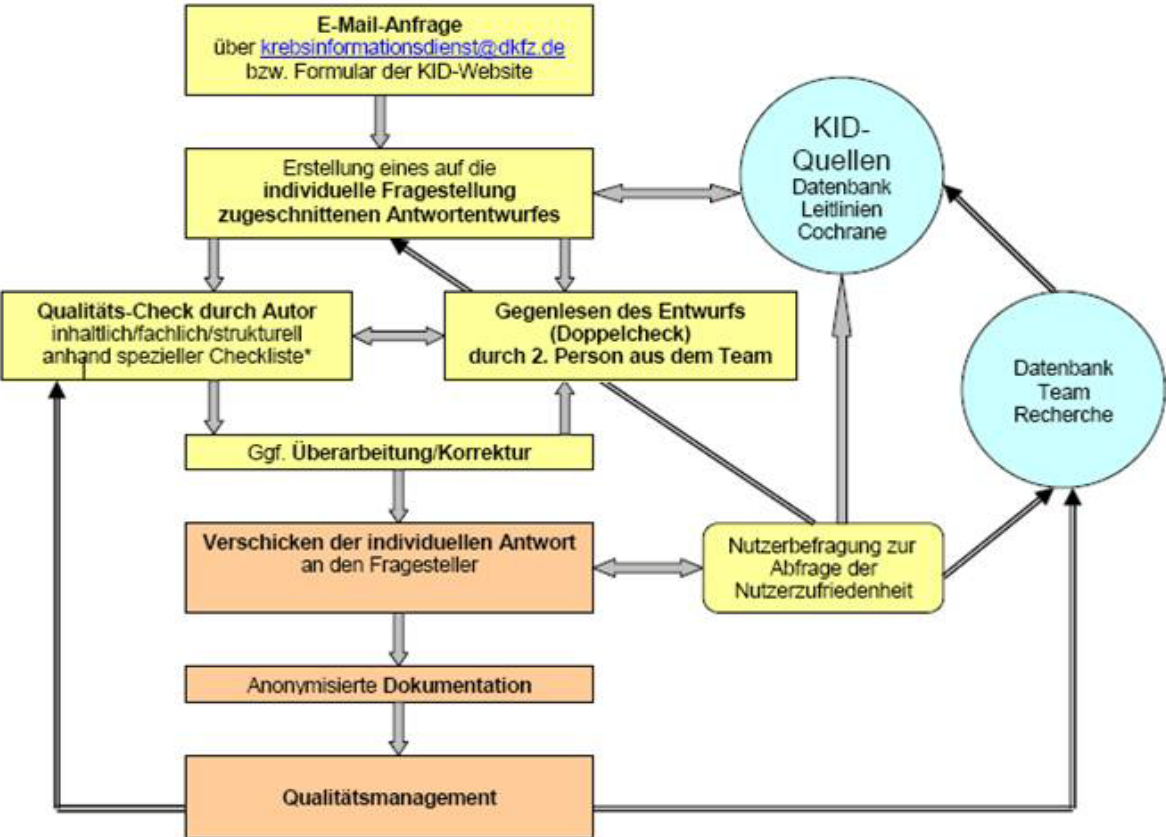 E-Mail-Anfrage
über krebsinformationsdienst@dkfz.de
bzw. Formular der KID-Website
KID-
Quellen
Datenbank
Leitlinien
Cochrane
Erstellung eines auf die
individuelle Fragestellung
zugeschnittenen Antwortentwurfes
Qualitäts-Check durch Autor
inhaltlich/fachlich/strukturell
anhand spezieller Checkliste*
Gegenlesen des Entwurfs
(Doppelcheck)
durch 2. Person aus dem Team
Datenbank
Team
Recherche
Ggf. Überarbeitung/Korrektur
Verschicken der individuellen Antwort
an den Fragesteller
Nutzerbefragung zur
Abfrage der
Nutzerzufriedenheit
Anonymisierte Dokumentation
Qualitätsmanagement